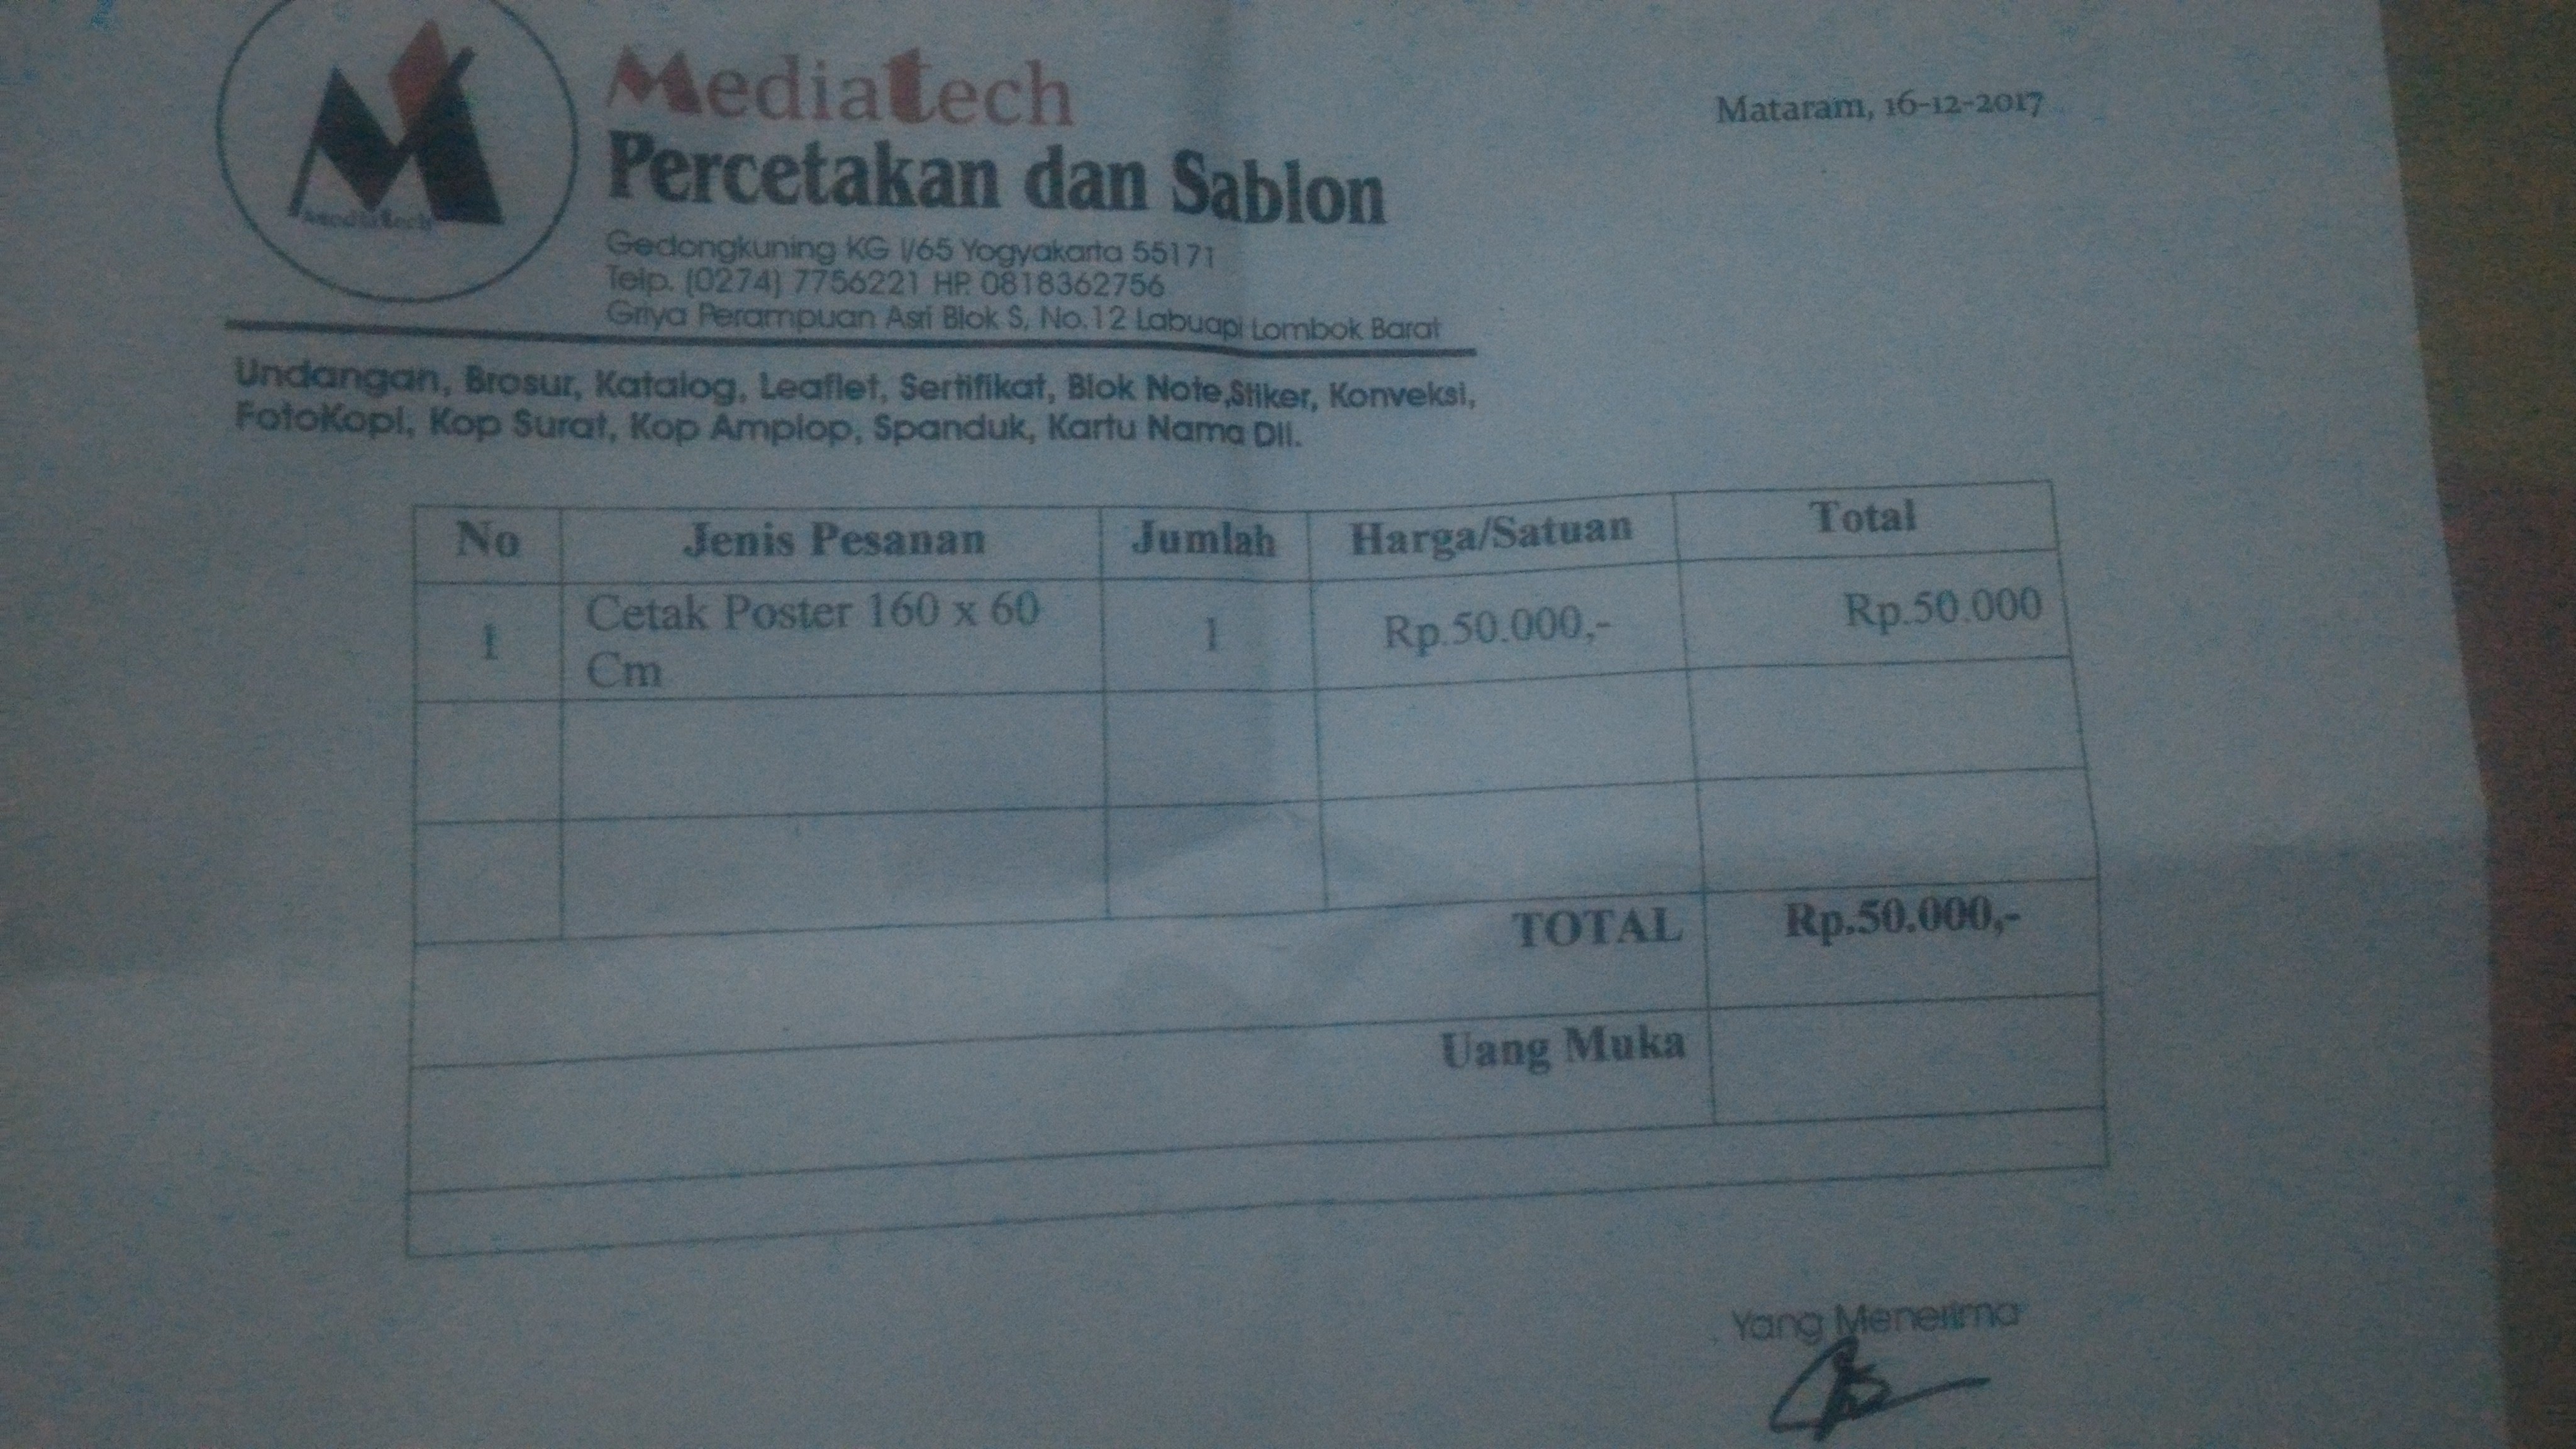 Mediatech
Percetakan dan Sablon
Gedongkuning KG I/65 Yogyakarta 55171
Telp. (0274) 7756221 HP. 0818362756
Griya Perampuan Asri Blok S, No.12 Labuapi Lombok Barat
Mataram, 16-12-2017
Undangan, Brosur, Katalog, Leaflet, Sertifikat, Blok Note,Stiker, Konveksi,
FotoKopi, Kop Surat, Kop Amplop, Spanduk, Kartu Nama Dll.
No Jenis Pesanan Jumlah Harga/Satuan Total
1 Cetak Poster 160 x 60 1 Rp.50.000,- Rp.50.000
Cm
TOTAL Rp.50.000,-
Uang Muka
Yang Menerima